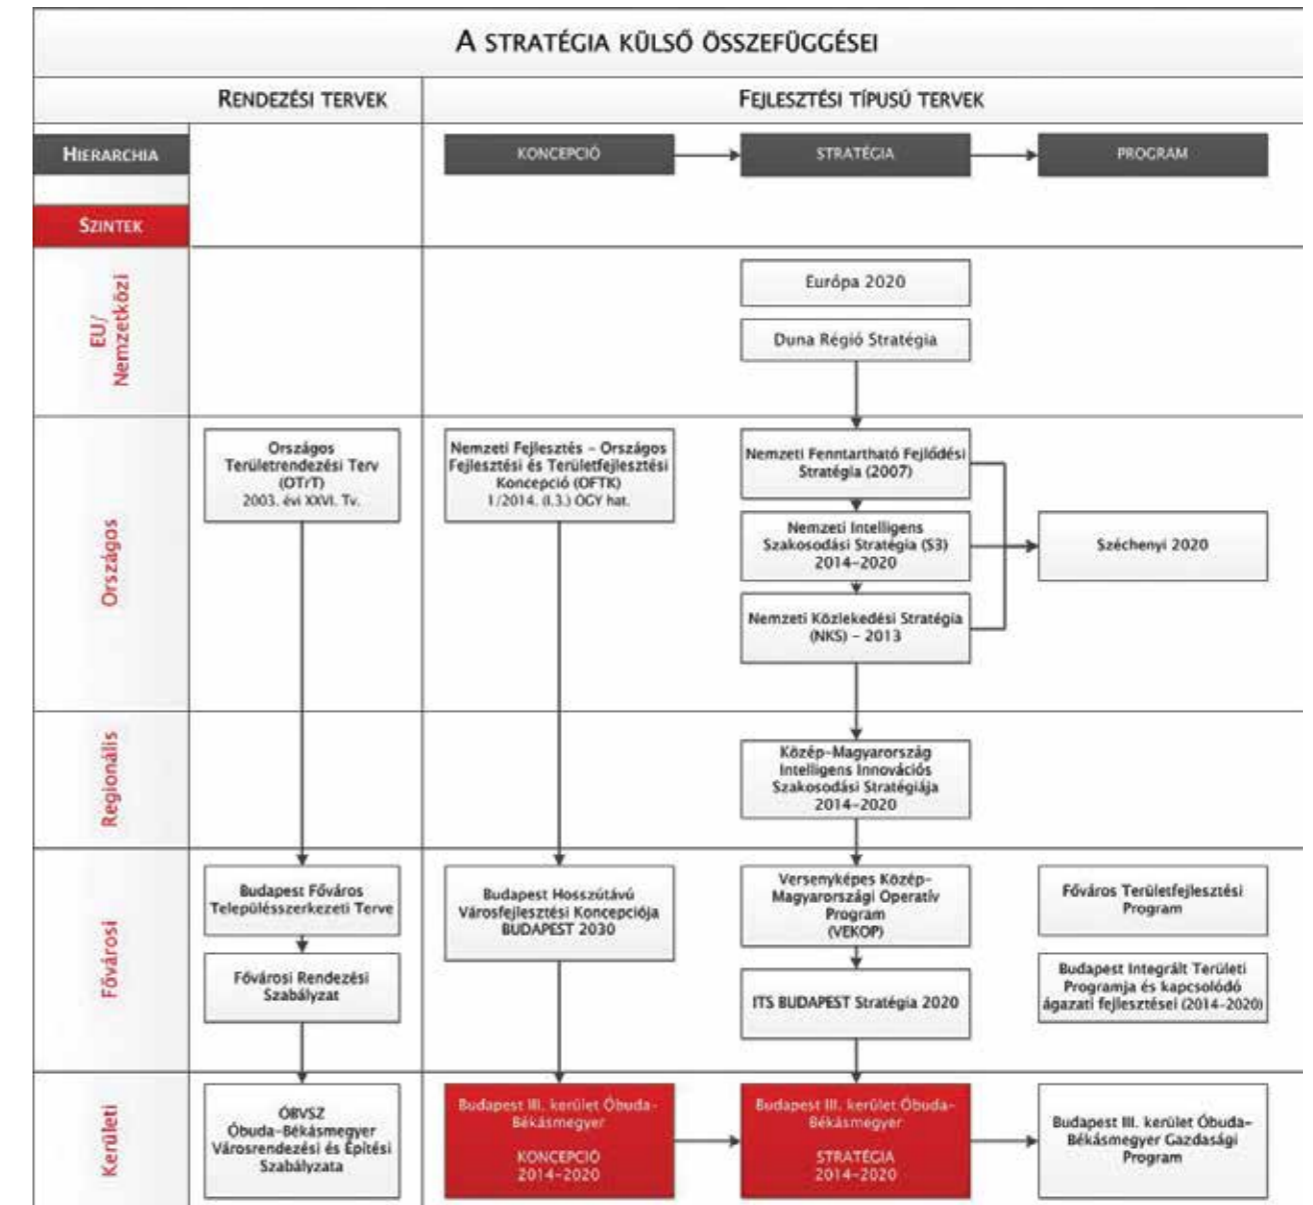 A STRATÉGIA KÜLSŐ ÖSSZEFÜGGÉSEI
RENDEZÉSI TERVEK
FEJLESZTÉSI TÍPUSÚ TERVEK
HIERARCHIA
KONCEPCIÓ
STRATÉGIA
PROGRAM
SZINTEK
EU/
Nemzetközi
Európa 2020
Duna Régió Stratégia
Országos
Országos
Területrendezési Terv
(OTrT)
2003. évi XXVI. Tv.
Nemzeti Fejlesztés – Országos
Fejlesztési és Területfejlesztési
Koncepció (OFTK)
1/2014. (I.3.) OGY hat.
Nemzeti Fenntartható Fejlődési
Stratégia (2007)
Nemzeti Intelligens
Szakosodási Stratégia (S3)
2014-2020
Nemzeti Közlekedési Stratégia
(NKS) – 2013
Széchenyi 2020
Regionális
Közép-Magyarország
Intelligens Innovációs
Szakosodási Stratégiája
2014-2020
Fővárosi
Budapest Főváros
Településszerkezeti Terve
Fővárosi Rendezési
Szabályzat
Budapest Hosszútávú
Városfejlesztési Koncepciója
BUDAPEST 2030
Versenyképes Közép-
Magyarországi Operatív
Program
(VEKOP)
ITS BUDAPEST Stratégia 2020
Főváros Területfejlesztési
Program
Budapest Integrált Területi
Programja és kapcsolódó
ágazati fejlesztései (2014-2020)
Kerületi
ÓBVSZ
Óbuda-Békásmegyer
Városrendezési és Építési
Szabályzata
Budapest III. kerület Óbuda-
Békásmegyer
KONCEPCIÓ
2014-2020
Budapest III. kerület Óbuda-
Békásmegyer
STRATÉGIA
2014-2020
Budapest III. kerület Óbuda-
Békásmegyer Gazdasági
Program